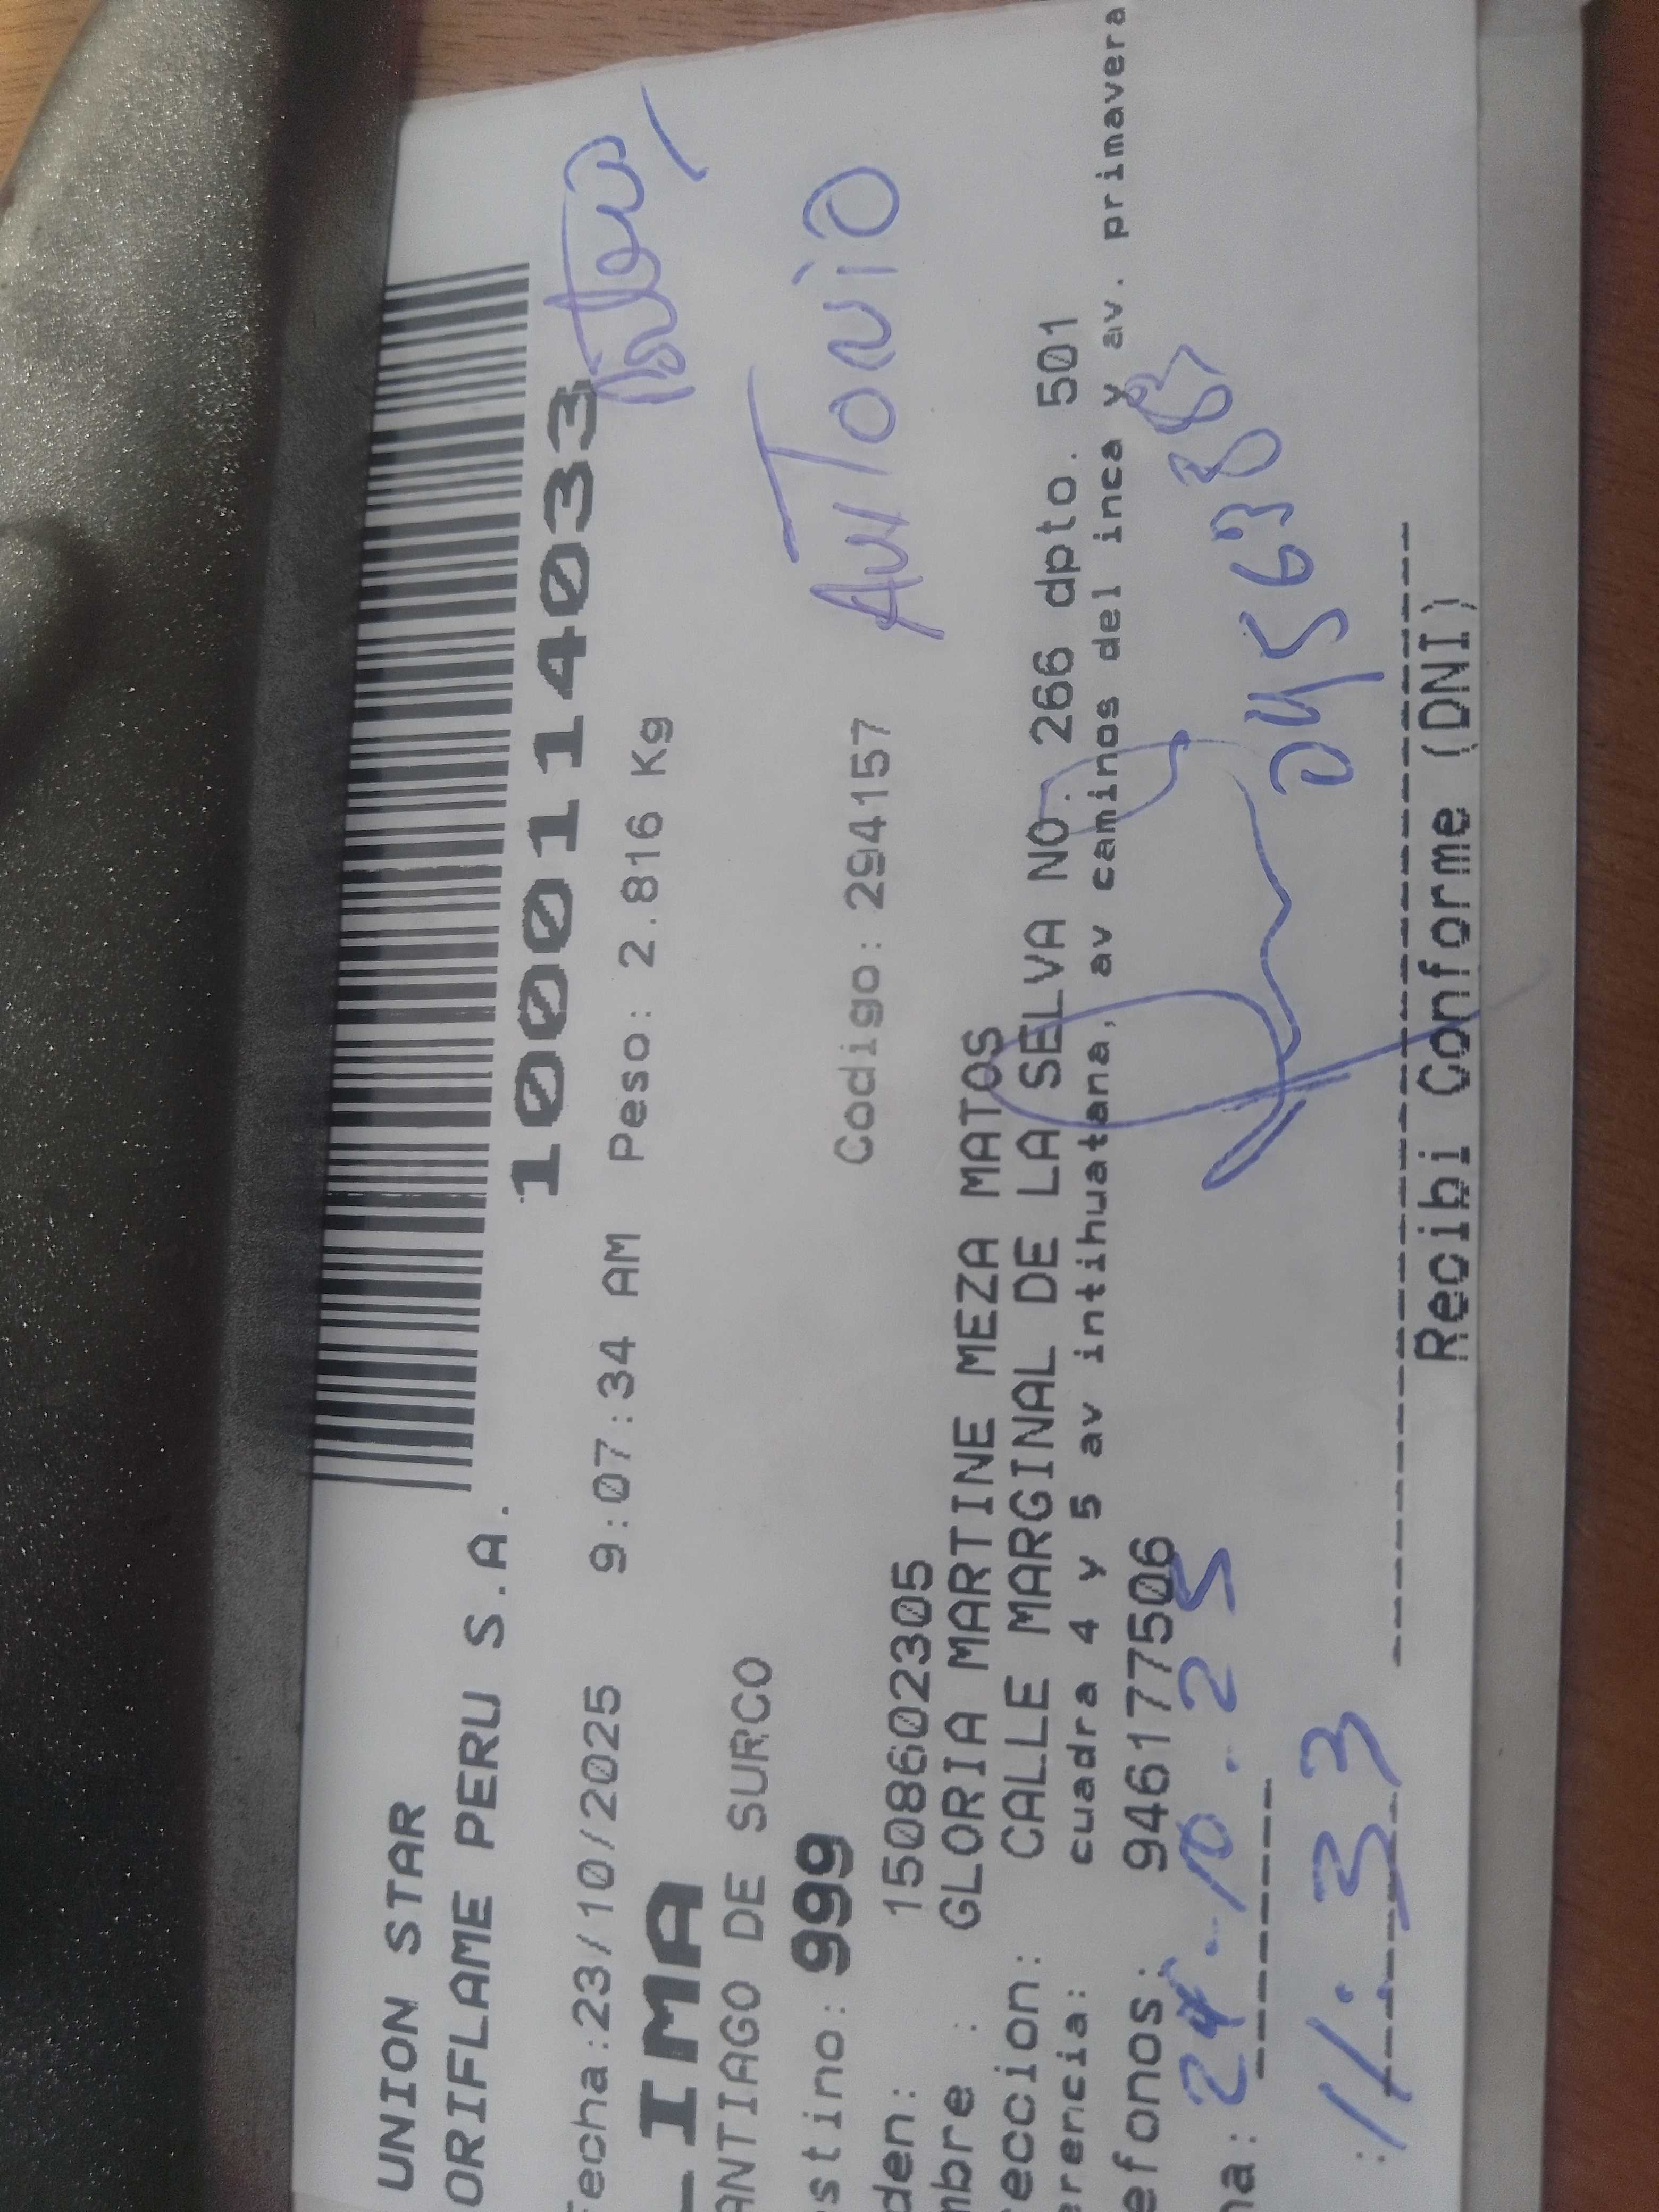 UNION STAR
ORIFLAME PERU S.A.
10001114033
echa:23/10/2025 9:07:34 AM Peso: 2.816 Kg
IMA
ANTIAGO DE SURCO
stino: 999 Codigo: 294157
AnTonio
den: 1508602305
mbre : GLORIA MARTINE MEZA MATOS
eccion: CALLE MARGINAL DE LA SELVA NO. 266 dpto. 501
erencia: cuadra 4 y 5 av intihuatana, av caminos del inca y av. primavera
efonos: 946177506
na: 24.10.25
: 11:33
Recibi Conforme (DNI)